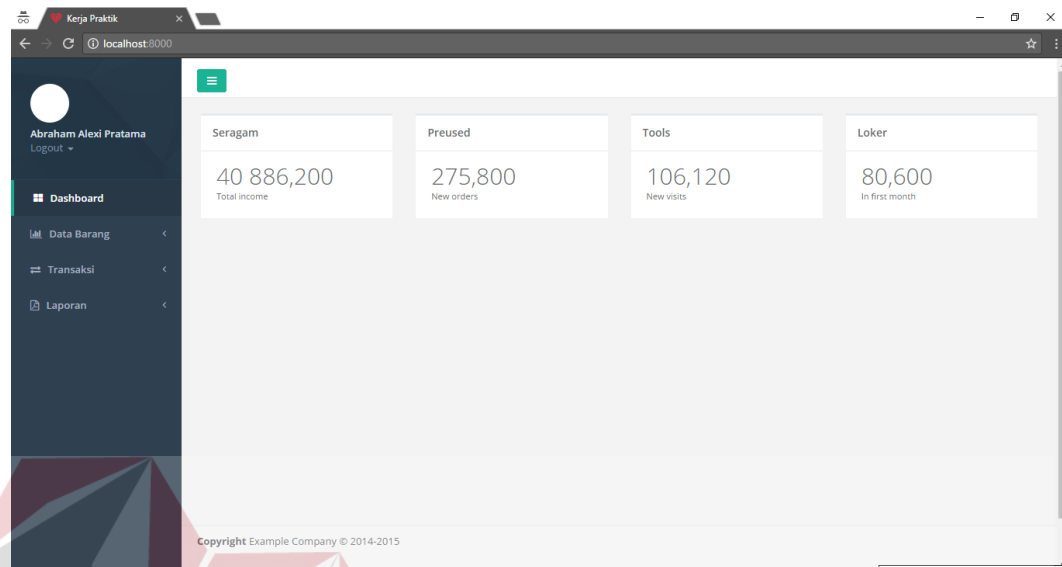 Kerja Praktik
localhost:8000
Abraham Alexi Pratama
Logout
Dashboard
Data Barang
Transaksi
Laporan
Seragam
40 886,200
Total income
Preused
275,800
New orders
Tools
106,120
New visits
Loker
80,600
In first month
Copyright Example Company © 2014-2015